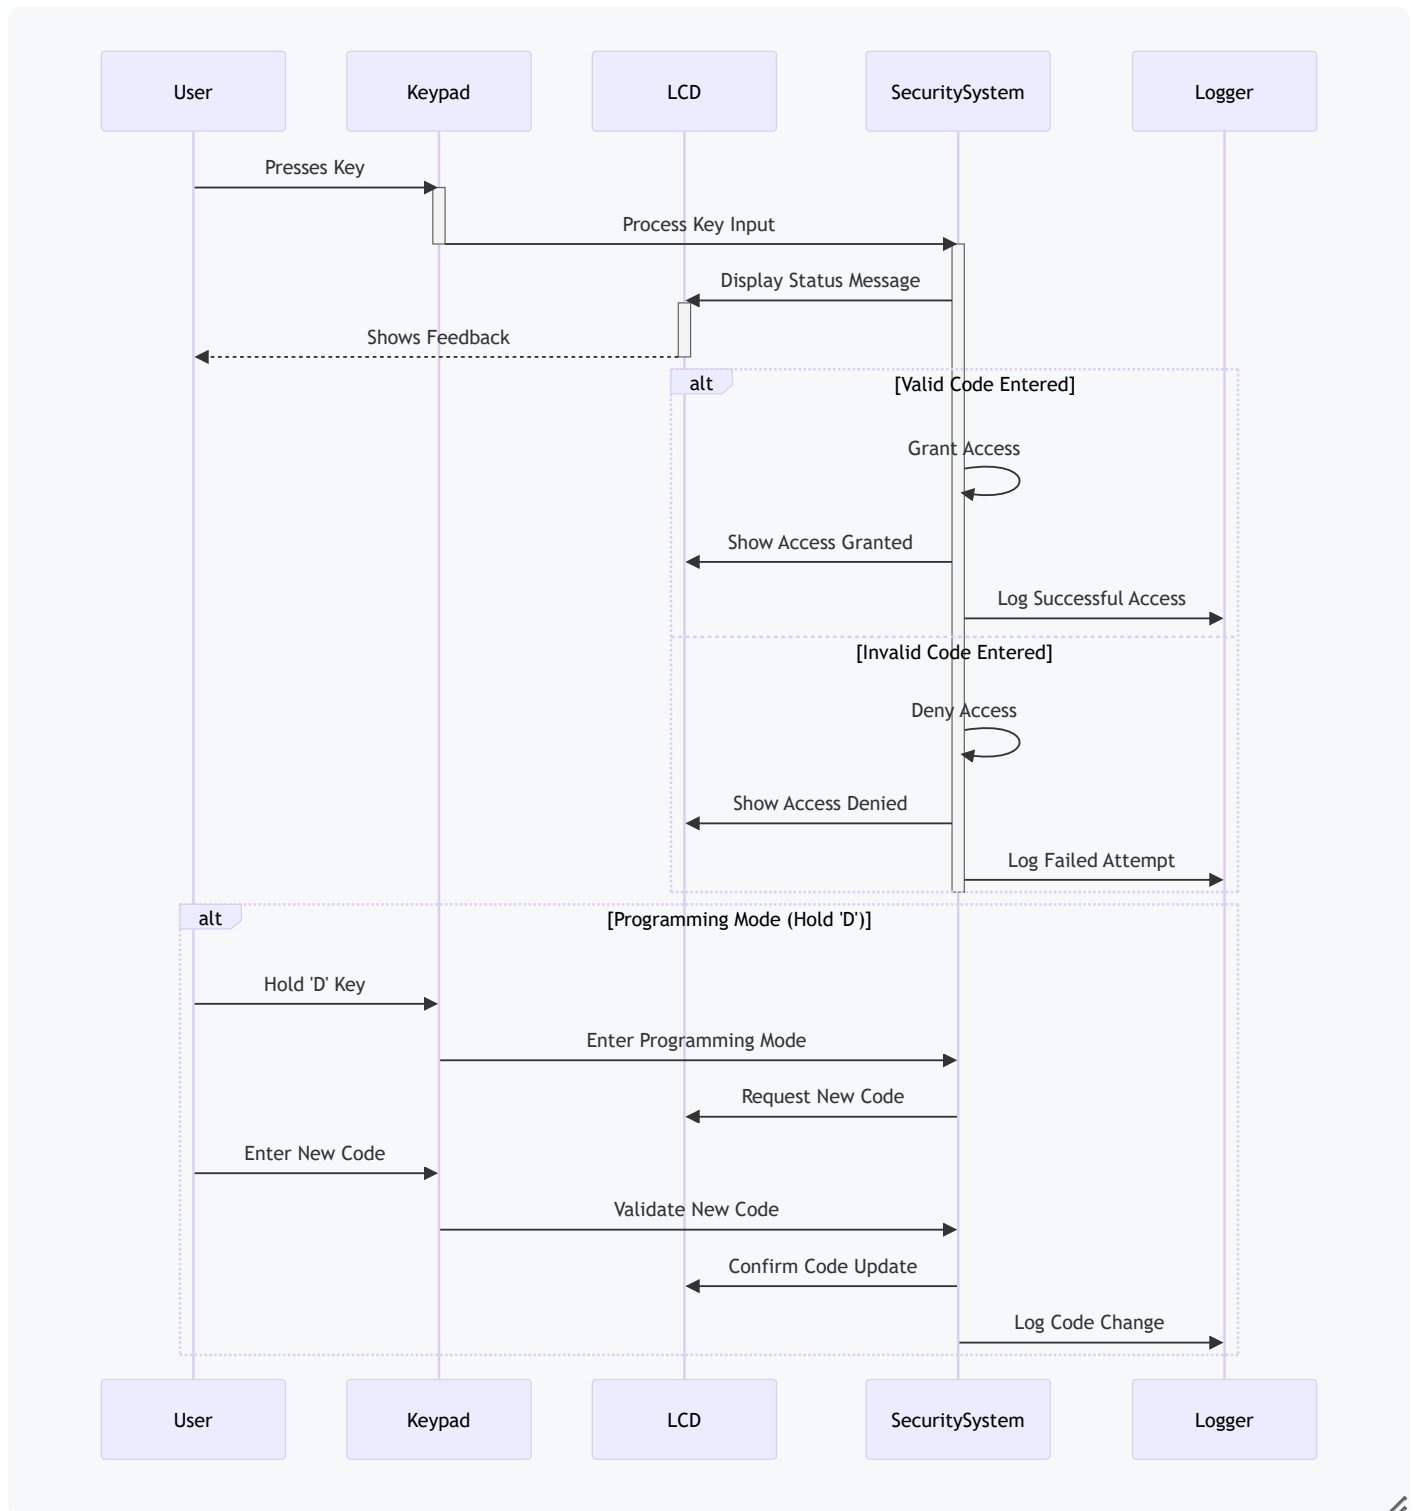 User
Keypad
LCD
SecuritySystem
Logger
Presses Key
Process Key Input
Display Status Message
Shows Feedback
alt
[Valid Code Entered]
Grant Access
Show Access Granted
Log Successful Access
[Invalid Code Entered]
Deny Access
Show Access Denied
Log Failed Attempt
alt
[Programming Mode (Hold 'D')]
Hold 'D' Key
Enter Programming Mode
Request New Code
Enter New Code
Validate New Code
Confirm Code Update
Log Code Change
User
Keypad
LCD
SecuritySystem
Logger